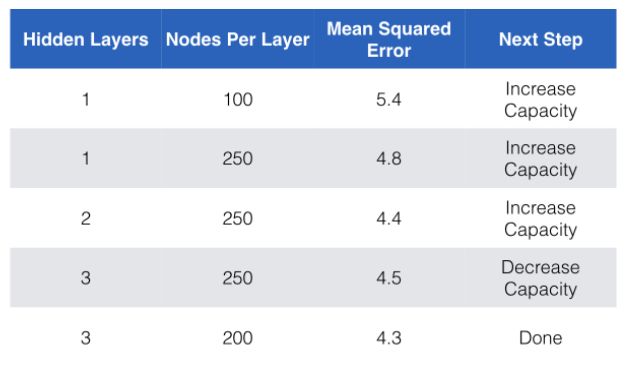 Hidden Layers Nodes Per Layer Mean Squared Error Next Step
1 100 5.4 Increase Capacity
1 250 4.8 Increase Capacity
2 250 4.4 Increase Capacity
3 250 4.5 Decrease Capacity
3 200 4.3 Done